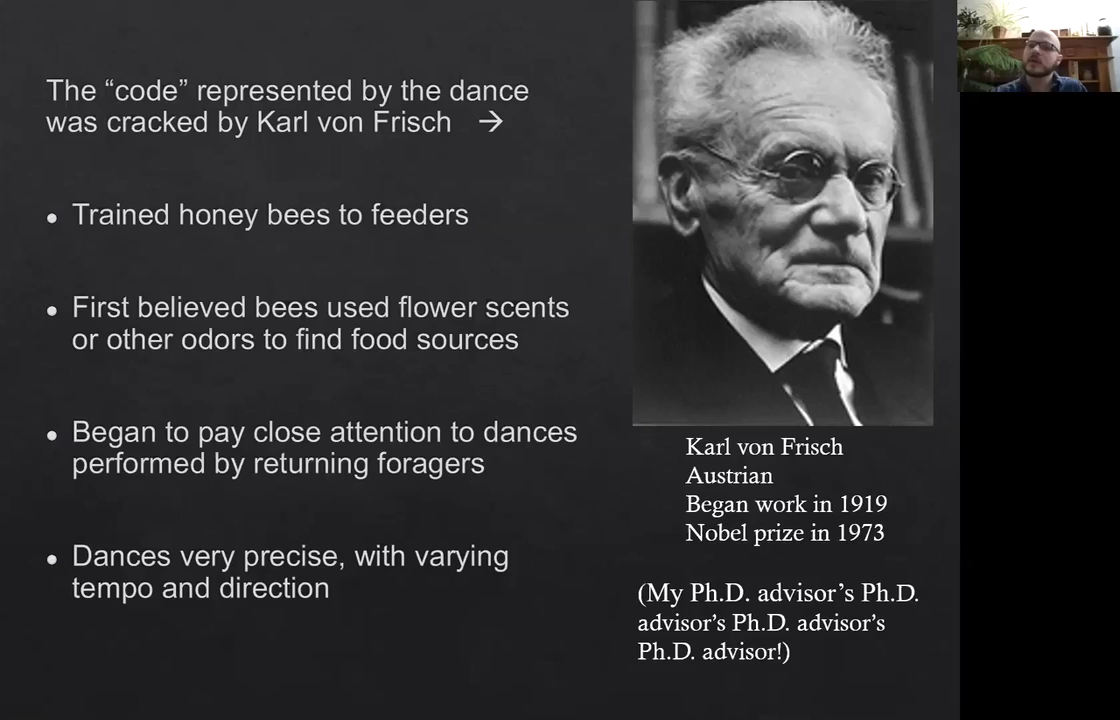 The “code” represented by the dance
was cracked by Karl von Frisch →
• Trained honey bees to feeders
• First believed bees used flower scents
or other odors to find food sources
• Began to pay close attention to dances
performed by returning foragers
• Dances very precise, with varying
tempo and direction
Karl von Frisch
Austrian
Began work in 1919
Nobel prize in 1973
(My Ph.D. advisor’s Ph.D.
advisor’s Ph.D. advisor’s
Ph.D. advisor!)